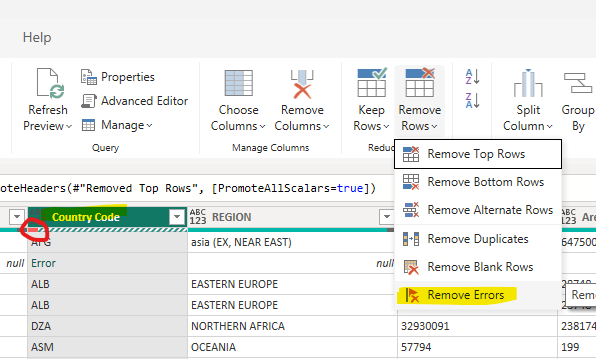 Help
Refresh
Preview
Properties
Advanced Editor
Manage
Query
Choose
Columns
Remove
Columns
Manage Columns
Keep
Rows
Remove
Rows
Reduc
A
Z
Z
A
Split
Column
Group
By
Remove Top Rows
Remove Bottom Rows
Remove Alternate Rows
Remove Duplicates
Remove Blank Rows
Remove Errors
Remo
oteHeaders(#"Removed Top Rows", [PromoteAllScalars=true])
Country Code
ABC
123
REGION
ABC
123
Are
AFG
asia (EX, NEAR EAST)
647500
null
Error
null
ALB
EASTERN EUROPE
28748
ALB
EASTERN EUROPE
28748
DZA
NORTHERN AFRICA
32930091
238174
ASM
OCEANIA
57794
199